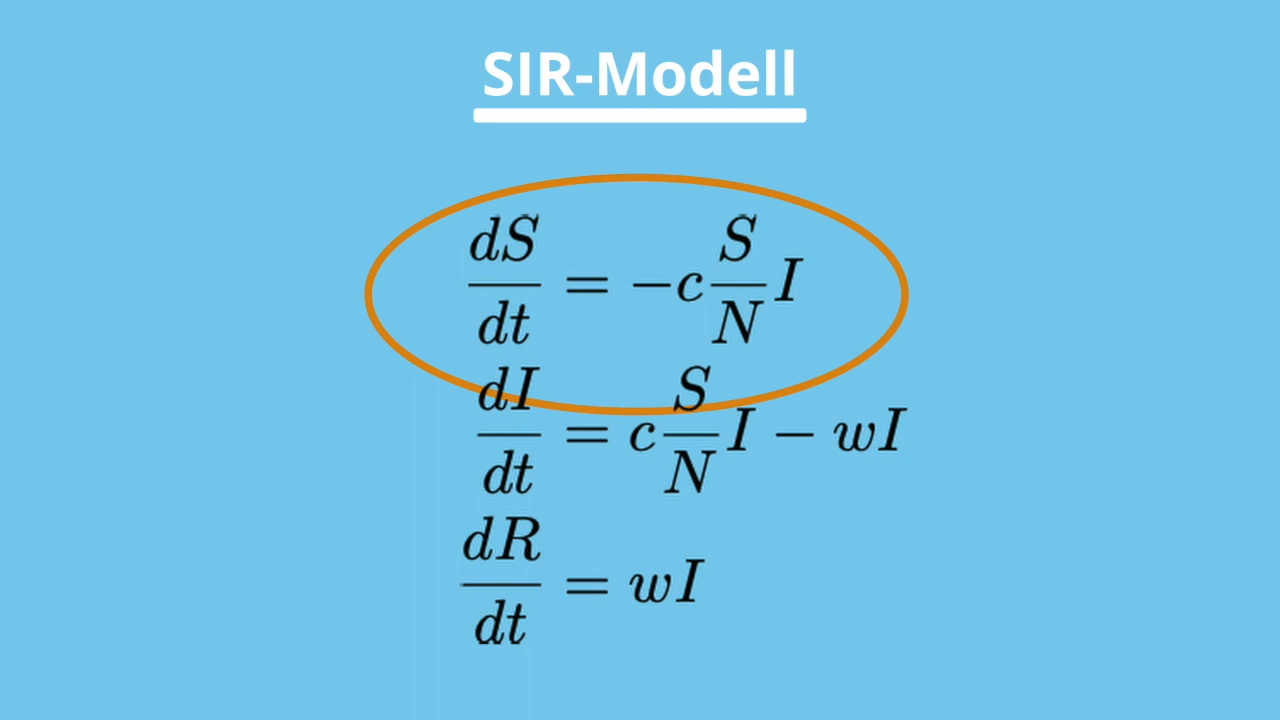 SIR-Modell
dS/dt = -c S/N I
dI/dt = c S/N I - wI
dR/dt = wI